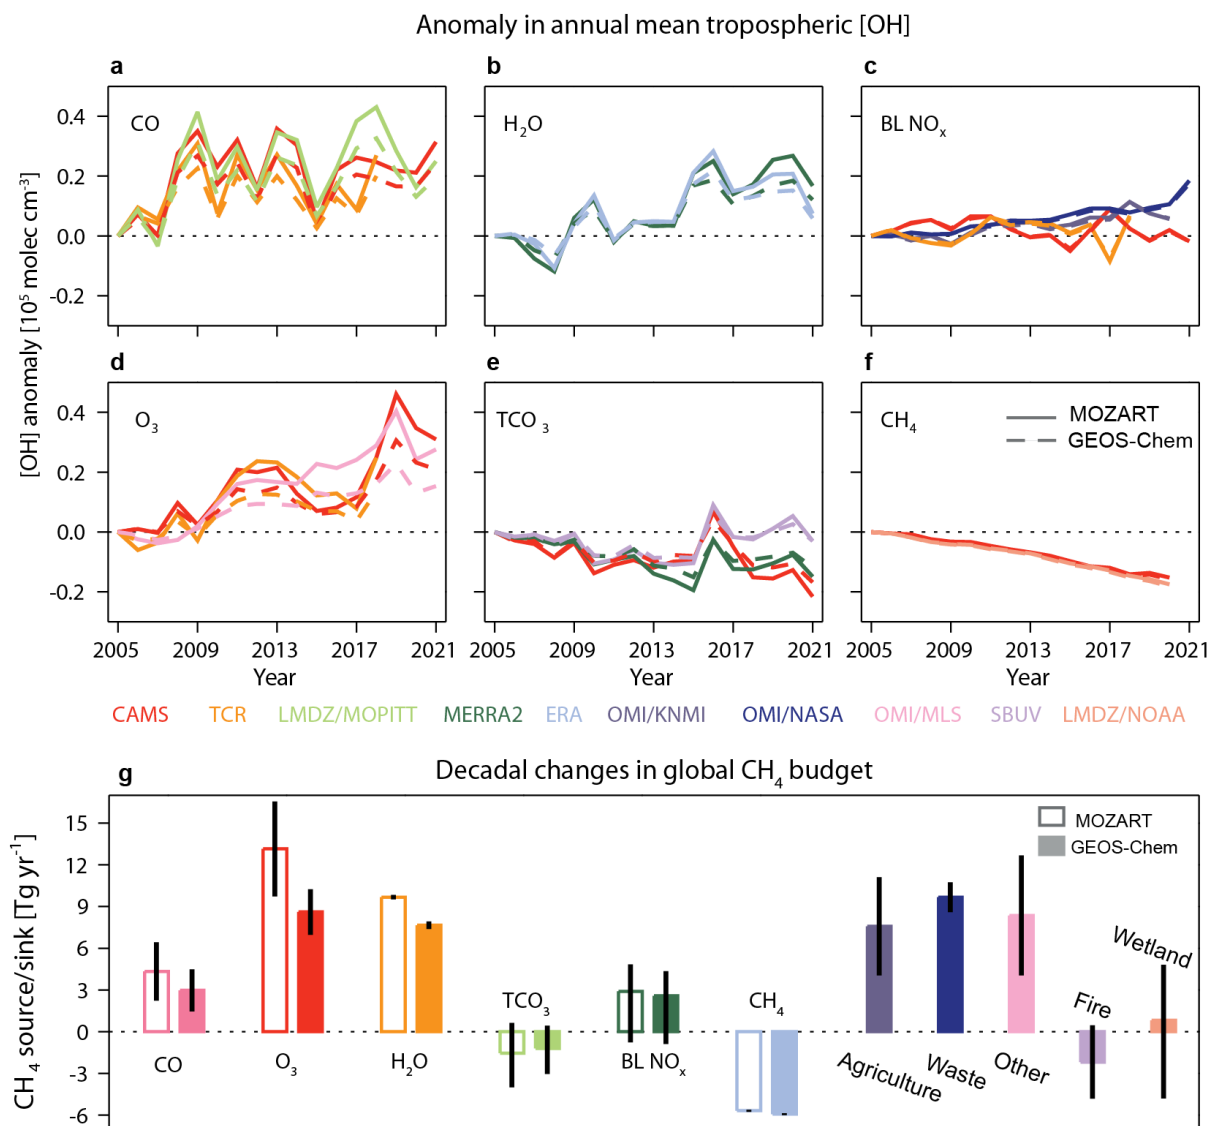 Anomaly in annual mean tropospheric [OH]
a
b
c
CO
H₂O
BL NOₓ
0.4
0.2
0.0
-0.2
[OH] anomaly [10⁵ molec cm⁻³]
d
e
f
O₃
TCO ₃
CH₄
MOZART
GEOS-Chem
0.4
0.2
0.0
-0.2
2005 2009 2013 2017 2021
2005 2009 2013 2017 2021
2005 2009 2013 2017 2021
Year
Year
Year
CAMS TCR LMDZ/MOPITT MERRA2 ERA OMI/KNMI OMI/NASA OMI/MLS SBUV LMDZ/NOAA
g
Decadal changes in global CH₄ budget
CH₄ source/sink [Tg yr⁻¹]
15
12
9
6
3
0
-3
-6
MOZART
GEOS-Chem
CO
O₃
H₂O
TCO₃
BL NOₓ
CH₄
Agriculture
Waste
Other
Fire
Wetland